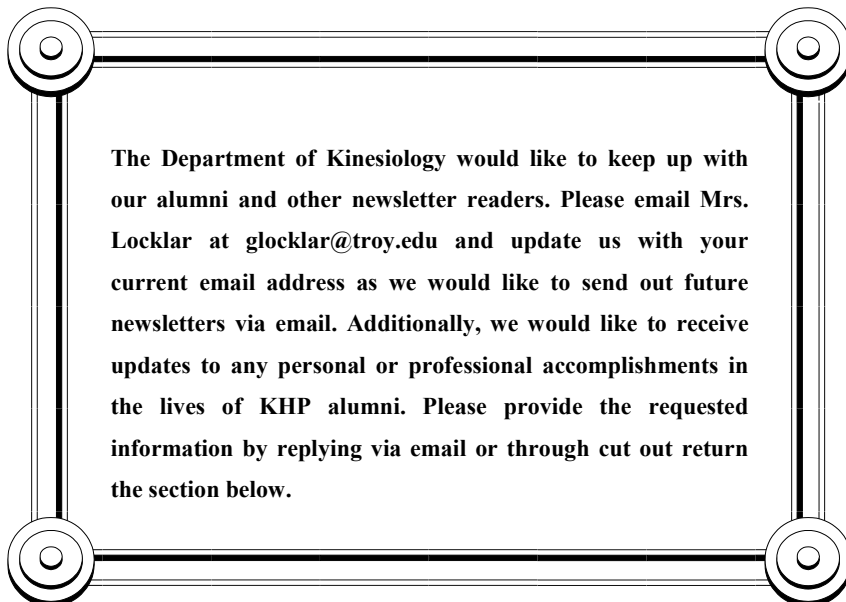 The Department of Kinesiology would like to keep up with
our alumni and other newsletter readers. Please email Mrs.
Locklar at glocklar@troy.edu and update us with your
current email address as we would like to send out future
newsletters via email. Additionally, we would like to receive
updates to any personal or professional accomplishments in
the lives of KHP alumni. Please provide the requested
information by replying via email or through cut out return
the section below.